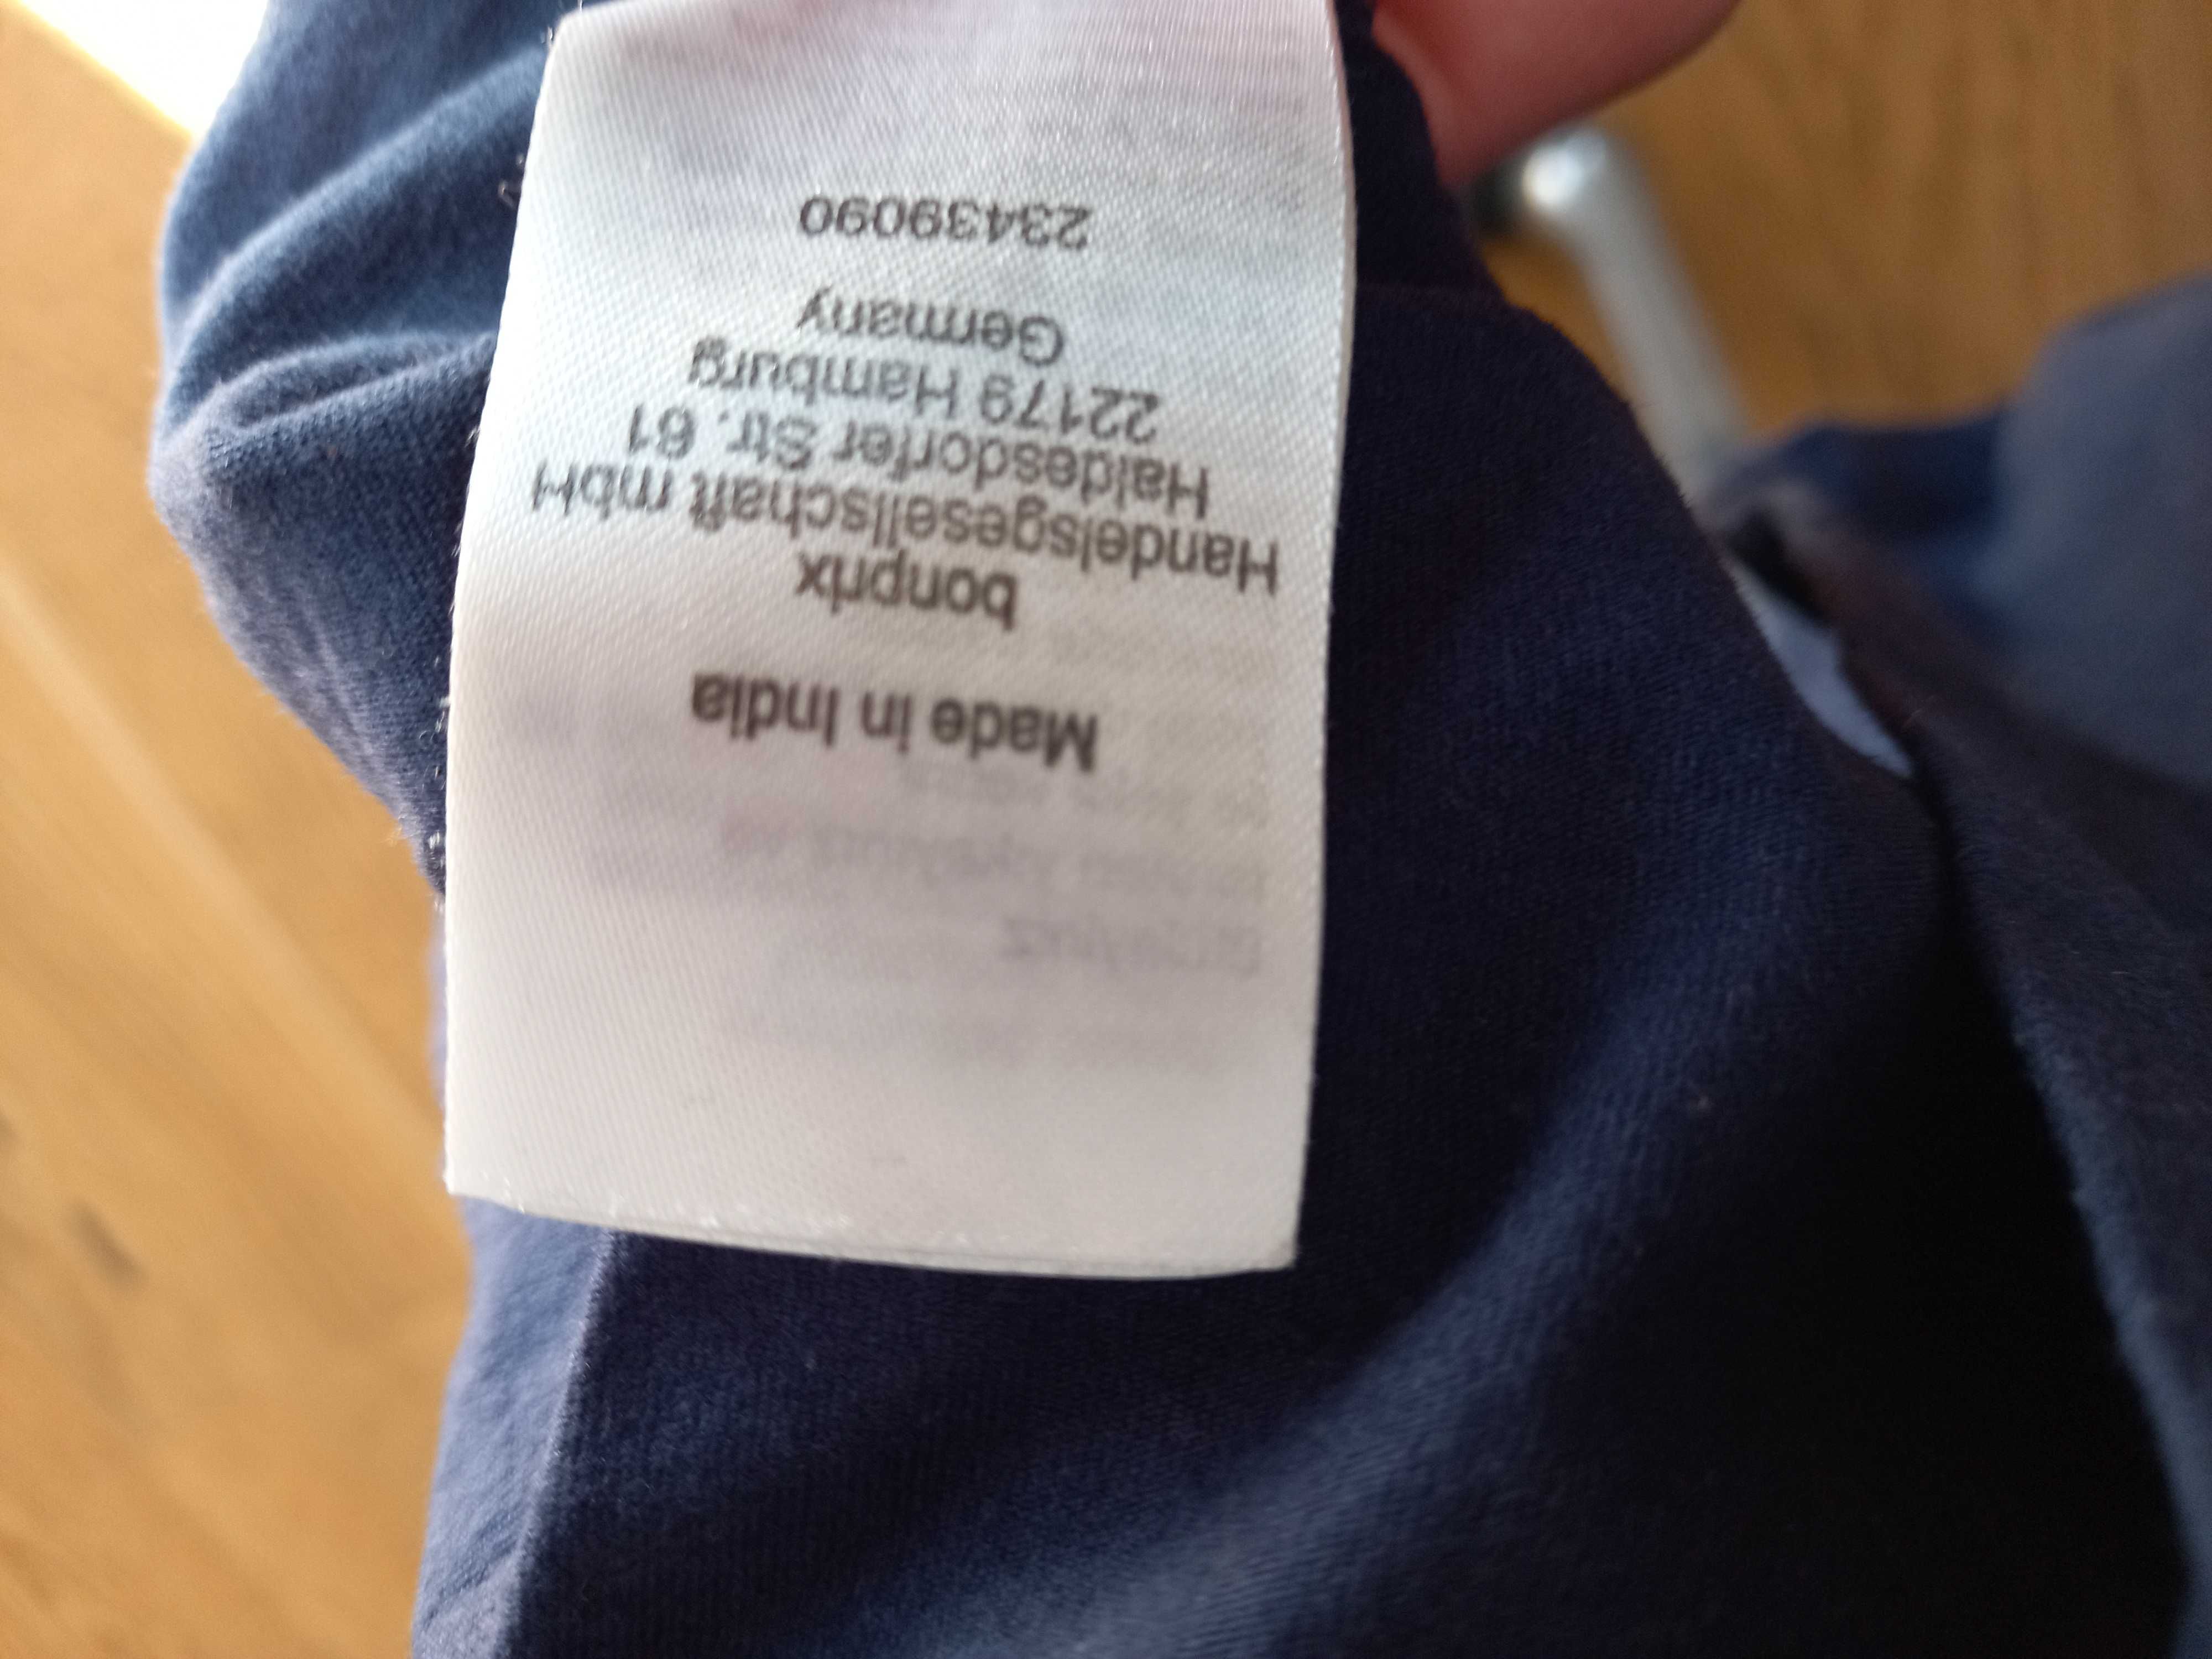 Made in India
bonprix
Handelsgesellschaft mbH
Haldesdorfer Str. 61
22179 Hamburg
Germany
23439090